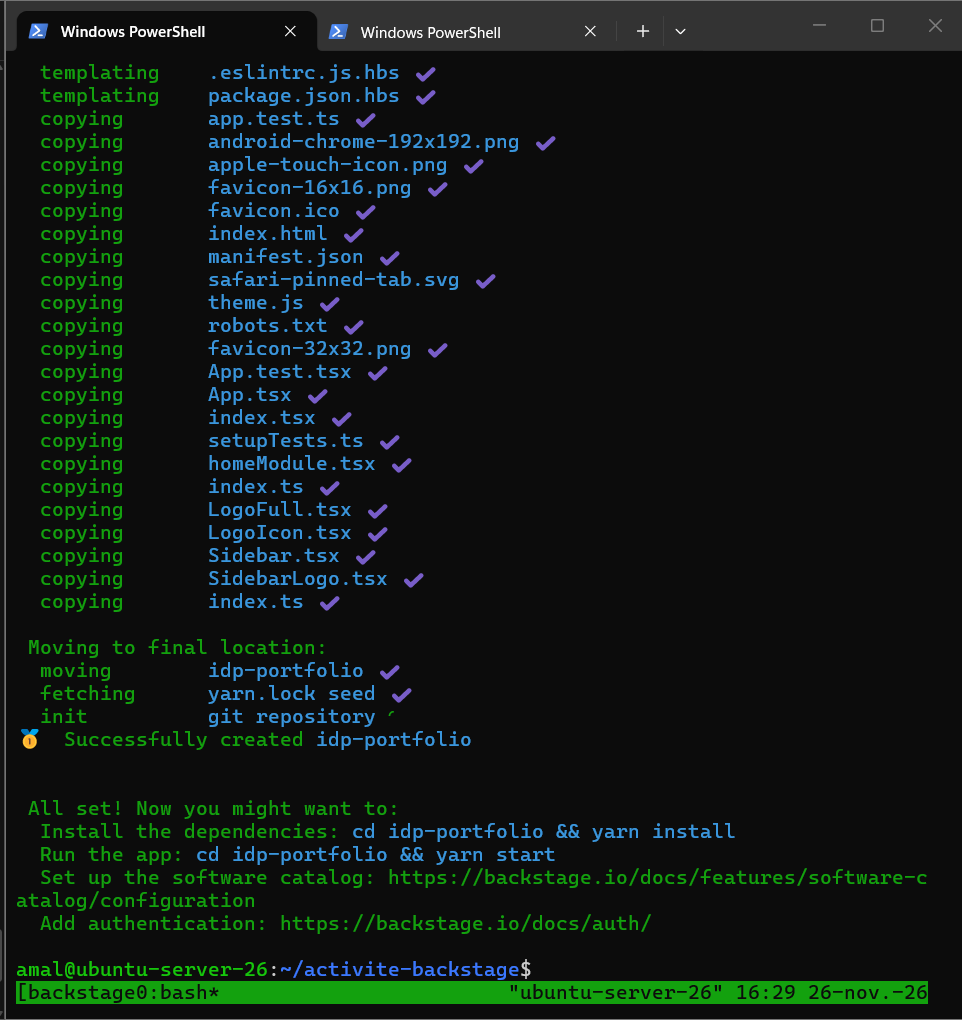 Windows PowerShell
Windows PowerShell
templating .eslintrc.js.hbs ✔
templating package.json.hbs ✔
copying app.test.ts ✔
copying android-chrome-192x192.png ✔
copying apple-touch-icon.png ✔
copying favicon-16x16.png ✔
copying favicon.ico ✔
copying index.html ✔
copying manifest.json ✔
copying safari-pinned-tab.svg ✔
copying theme.js ✔
copying robots.txt ✔
copying favicon-32x32.png ✔
copying App.test.tsx ✔
copying App.tsx ✔
copying index.tsx ✔
copying setupTests.ts ✔
copying homeModule.tsx ✔
copying index.ts ✔
copying LogoFull.tsx ✔
copying LogoIcon.tsx ✔
copying Sidebar.tsx ✔
copying SidebarLogo.tsx ✔
copying index.ts ✔
Moving to final location:
moving idp-portfolio ✔
fetching yarn.lock seed ✔
init git repository ◜
🥇 Successfully created idp-portfolio
All set! Now you might want to:
Install the dependencies: cd idp-portfolio && yarn install
Run the app: cd idp-portfolio && yarn start
Set up the software catalog: https://backstage.io/docs/features/software-c
atalog/configuration
Add authentication: https://backstage.io/docs/auth/
amal@ubuntu-server-26:~/activite-backstage$
[backstage0:bash* "ubuntu-server-26" 16:29 26-nov.-26